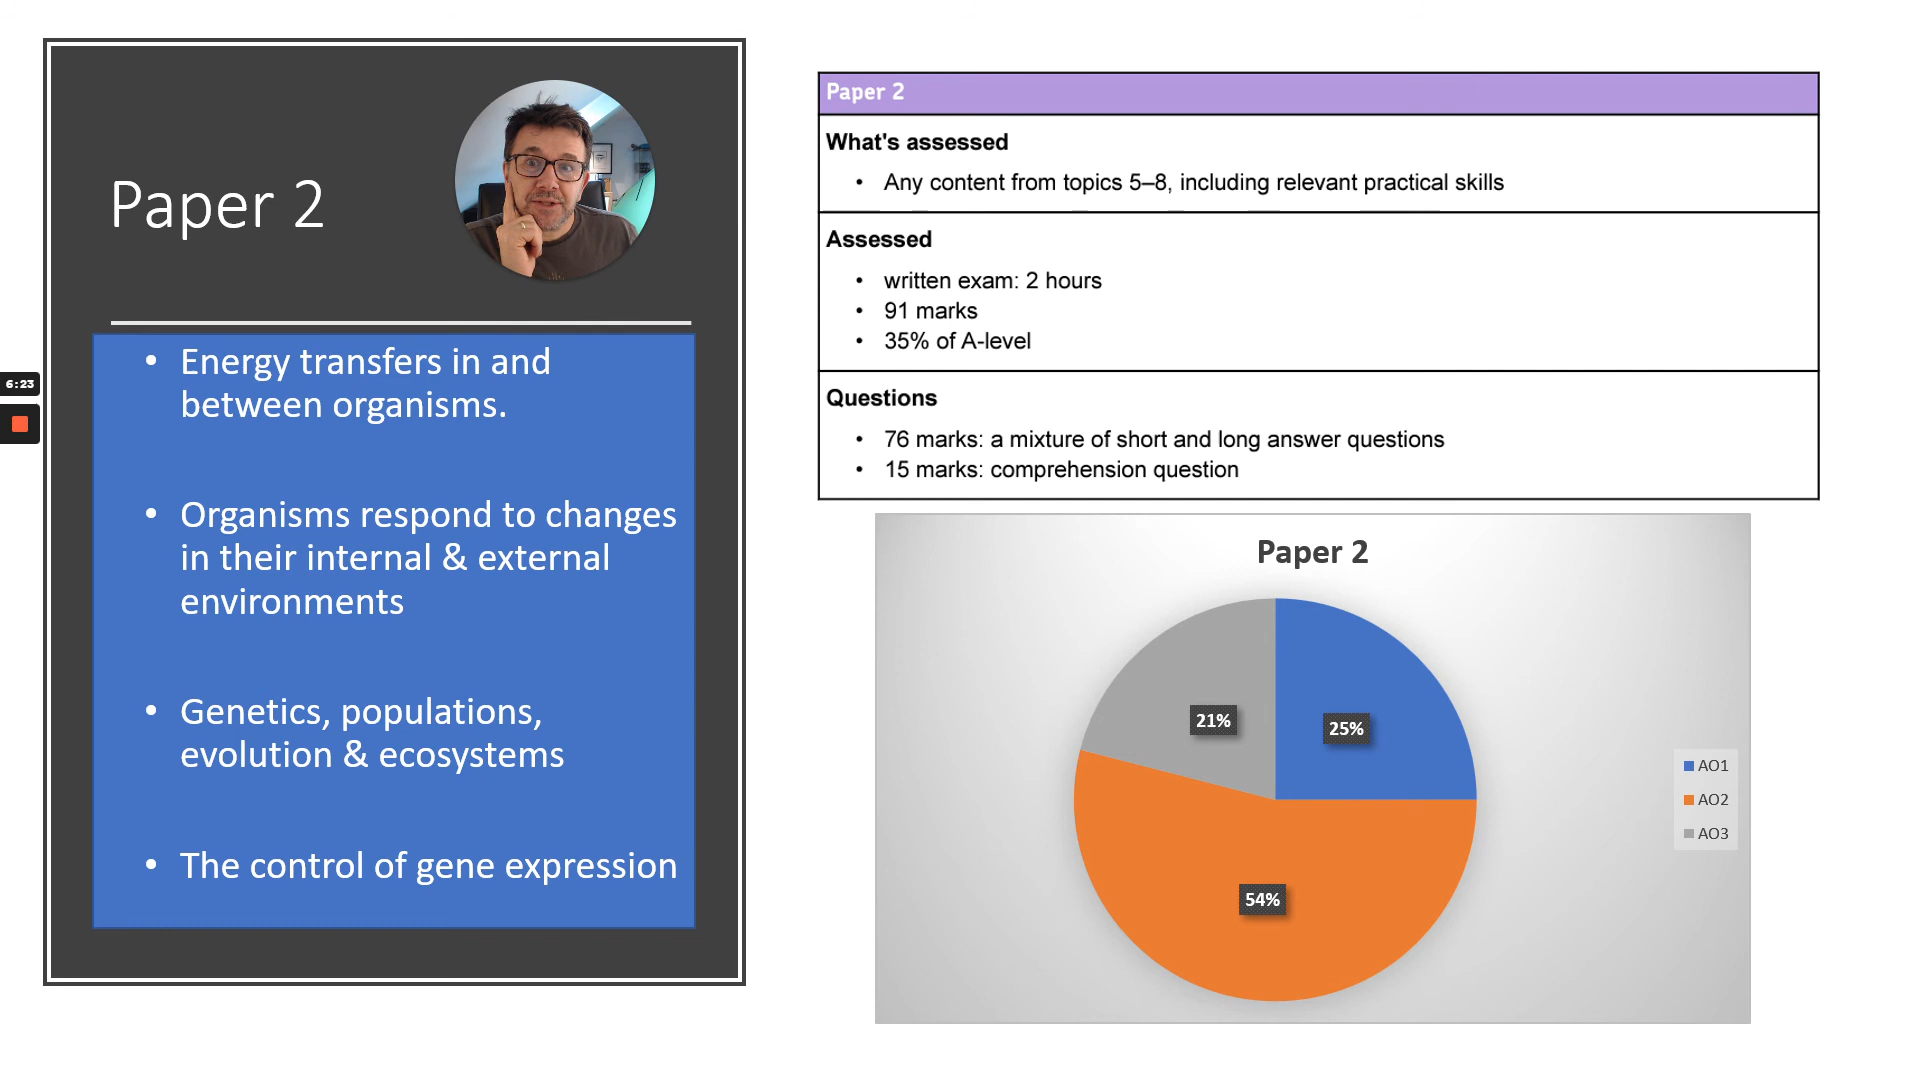 Paper 2
6:23
• Energy transfers in and
between organisms.
• Organisms respond to changes
in their internal & external
environments
• Genetics, populations,
evolution & ecosystems
• The control of gene expression
Paper 2
What's assessed
• Any content from topics 5–8, including relevant practical skills
Assessed
• written exam: 2 hours
• 91 marks
• 35% of A-level
Questions
• 76 marks: a mixture of short and long answer questions
• 15 marks: comprehension question
Paper 2
21%
25%
54%
AO1
AO2
AO3